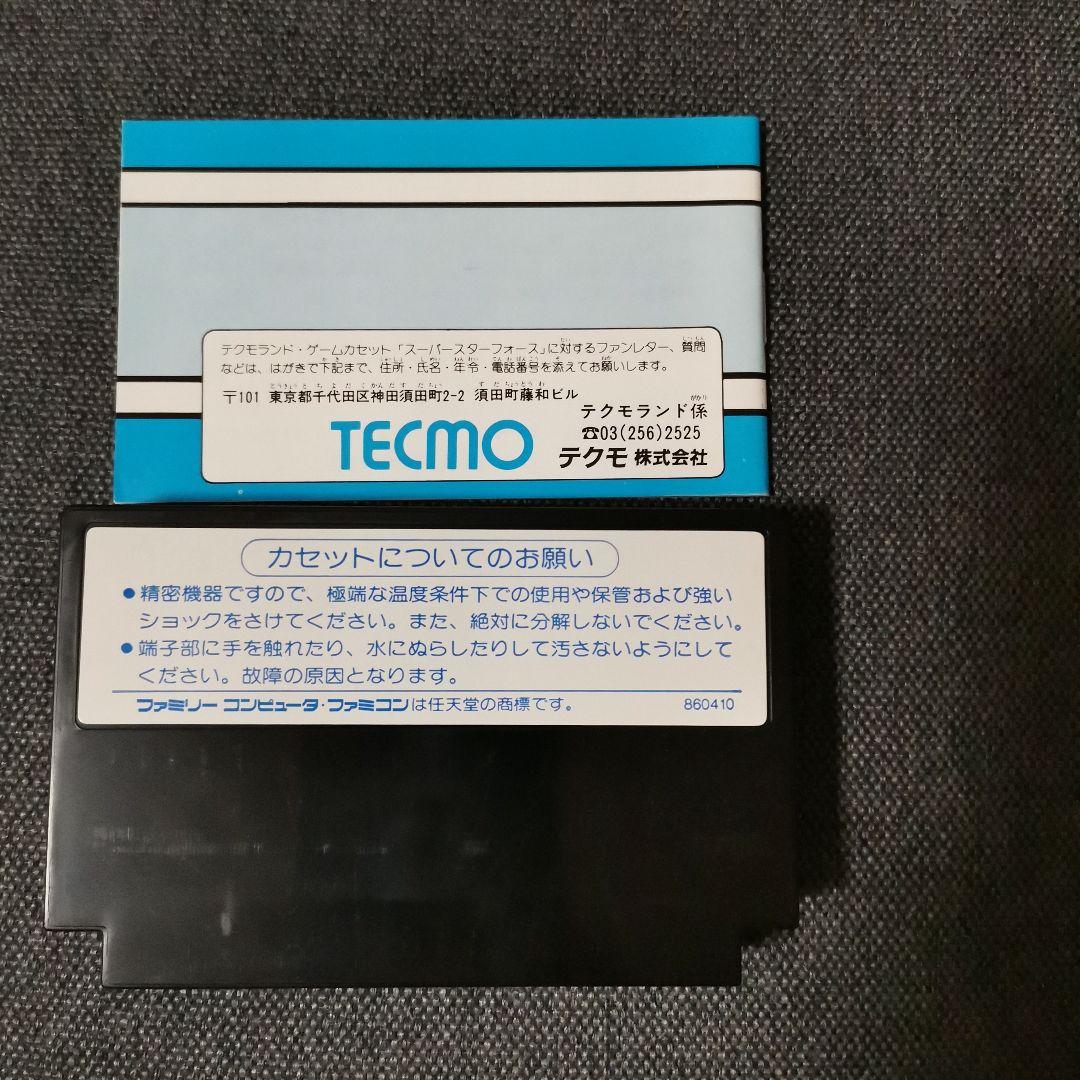 テクモランド・ゲームカセット「スーパースターフォース」に対するファンレター、質問
などは、はがきで下記まで、住所・氏名・年令・電話番号を添えてお願いします。
〒101 東京都千代田区神田須田町2-2 須田町藤和ビル
テクモランド係
☎03(256)2525
TECMO テクモ株式会社
カセットについてのお願い
●精密機器ですので、極端な温度条件下での使用や保管および強い
ショックをさけてください。また、絶対に分解しないでください。
●端子部に手を触れたり、水にぬらしたりして汚さないようにして
ください。故障の原因となります。
ファミリーコンピュータ・ファミコンは任天堂の商標です。 860410